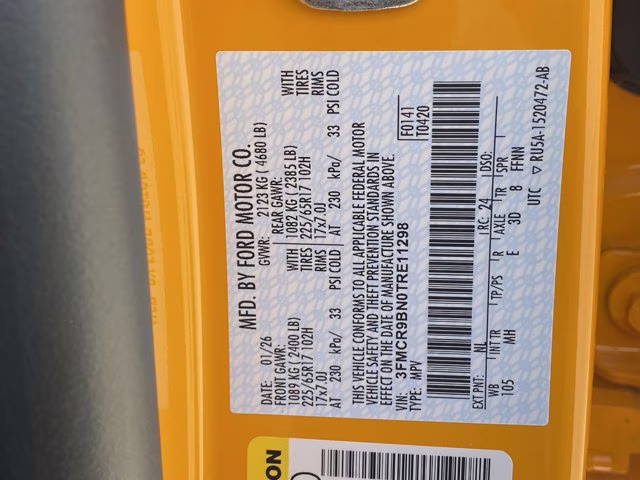 MFD. BY FORD MOTOR CO.
DATE: 01/26 GVWR: 2123 KG ( 4680 LB)
FRONT GAWR: REAR GAWR:
1089 KG ( 2400 LB) WITH 1082 KG ( 2385 LB) WITH
225/65R17 102H TIRES 225/65R17 102H TIRES
17x7.0J RIMS 17x7.0J RIMS
AT 230 kPa/ 33 PSI COLD AT 230 kPa/ 33 PSI COLD
THIS VEHICLE CONFORMS TO ALL APPLICABLE FEDERAL MOTOR
VEHICLE SAFETY AND THEFT PREVENTION STANDARDS IN
EFFECT ON THE DATE OF MANUFACTURE SHOWN ABOVE.
VIN: 3FMCR9BN0TRE11298
TYPE: MPV
F0141
T0420
EXT PNT: NL RC: 24 DSO:
WB INT TR TP/PS R AXLE TR SPR
105 MH E 3D 8 FFNN
UTC ▽ RU5A-1520472-AB
ON